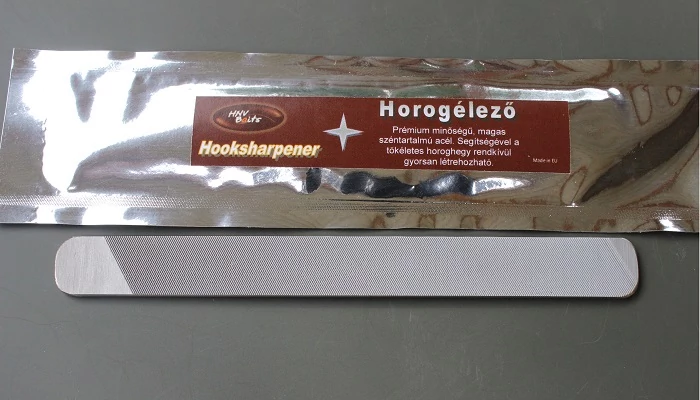 HNV
Baits
Hooksharpener
Horogélező
Prémium minőségű, magas
széntartalmú acél. Segítségével a
tökéletes horoghegy rendkívül
gyorsan létrehozható.
Made in EU